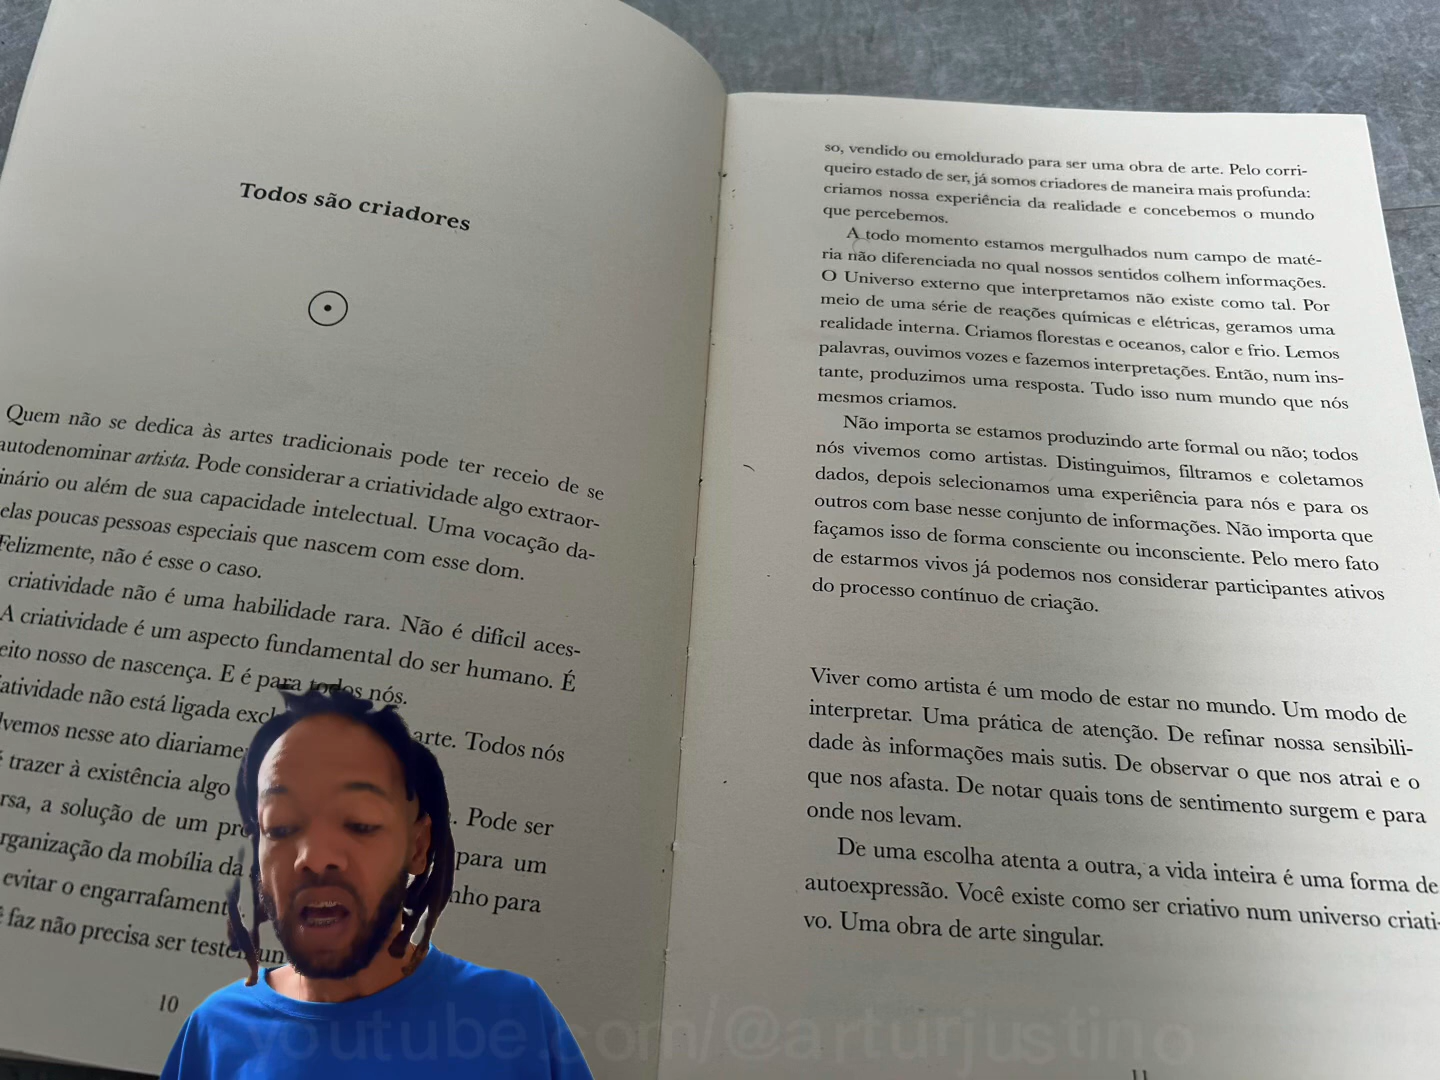 Todos são criadores
Quem não se dedica às artes tradicionais pode ter receio de se
autodenominar artista. Pode considerar a criatividade algo extraor-
inário ou além de sua capacidade intelectual. Uma vocação da-
elas poucas pessoas especiais que nascem com esse dom.
Felizmente, não é esse o caso.
criatividade não é uma habilidade rara. Não é difícil aces-
A criatividade é um aspecto fundamental do ser humano. É
eito nosso de nascença. E é para todos nós.
iatividade não está ligada excl arte. Todos nós
lvemos nesse ato diariame
é trazer à existência algo . Pode ser
rsa, a solução de um pro para um
rganização da mobília da nho para
evitar o engarrafament
ê faz não precisa ser teste un
10
so, vendido ou emoldurado para ser uma obra de arte. Pelo corri-
queiro estado de ser, já somos criadores de maneira mais profunda:
criamos nossa experiência da realidade e concebemos o mundo
que percebemos.
A todo momento estamos mergulhados num campo de maté-
ria não diferenciada no qual nossos sentidos colhem informações.
O Universo externo que interpretamos não existe como tal. Por
meio de uma série de reações químicas e elétricas, geramos uma
realidade interna. Criamos florestas e oceanos, calor e frio. Lemos
palavras, ouvimos vozes e fazemos interpretações. Então, num ins-
tante, produzimos uma resposta. Tudo isso num mundo que nós
mesmos criamos.
Não importa se estamos produzindo arte formal ou não; todos
nós vivemos como artistas. Distinguimos, filtramos e coletamos
dados, depois selecionamos uma experiência para nós e para os
outros com base nesse conjunto de informações. Não importa que
façamos isso de forma consciente ou inconsciente. Pelo mero fato
de estarmos vivos já podemos nos considerar participantes ativos
do processo contínuo de criação.
Viver como artista é um modo de estar no mundo. Um modo de
interpretar. Uma prática de atenção. De refinar nossa sensibili-
dade às informações mais sutis. De observar o que nos atrai e o
que nos afasta. De notar quais tons de sentimento surgem e para
onde nos levam.
De uma escolha atenta a outra, a vida inteira é uma forma de
autoexpressão. Você existe como ser criativo num universo criati-
vo. Uma obra de arte singular.
11
youtube.com/@arturjustino